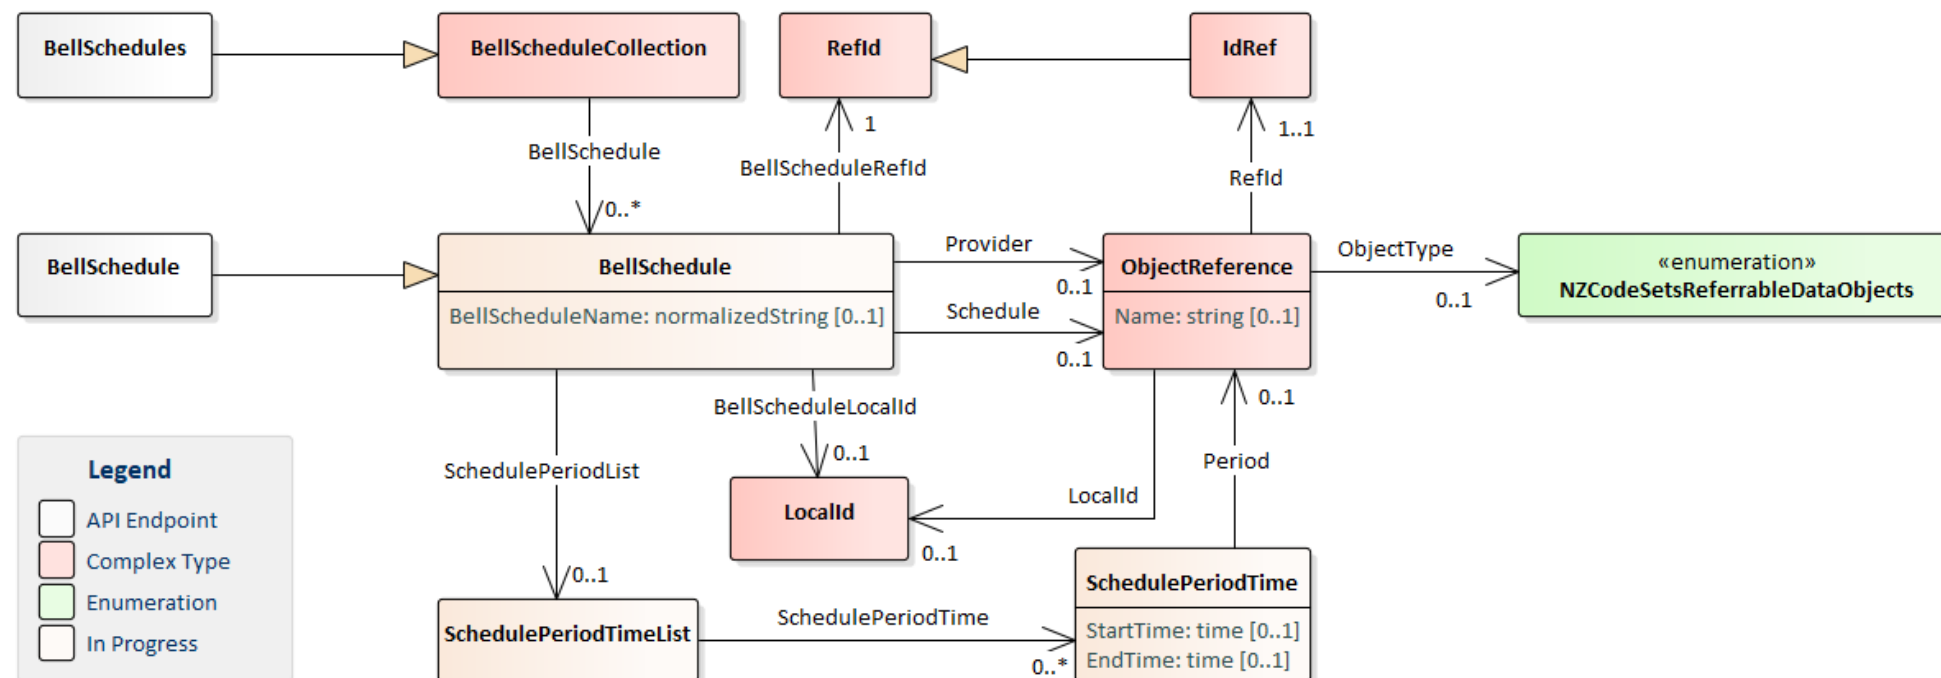 BellSchedules
BellScheduleCollection
RefId
IdRef
1
1..1
BellSchedule
BellScheduleRefId
RefId
0..*
BellSchedule
BellSchedule
BellScheduleName: normalizedString [0..1]
Provider
0..1
Schedule
0..1
ObjectReference
Name: string [0..1]
ObjectType
0..1
«enumeration»
NZCodeSetsReferrableDataObjects
BellScheduleLocalId
0..1
0..1
SchedulePeriodList
Period
LocalId
LocalId
0..1
0..1
Legend
API Endpoint
Complex Type
Enumeration
In Progress
SchedulePeriodTimeList
SchedulePeriodTime
0..*
SchedulePeriodTime
StartTime: time [0..1]
EndTime: time [0..1]